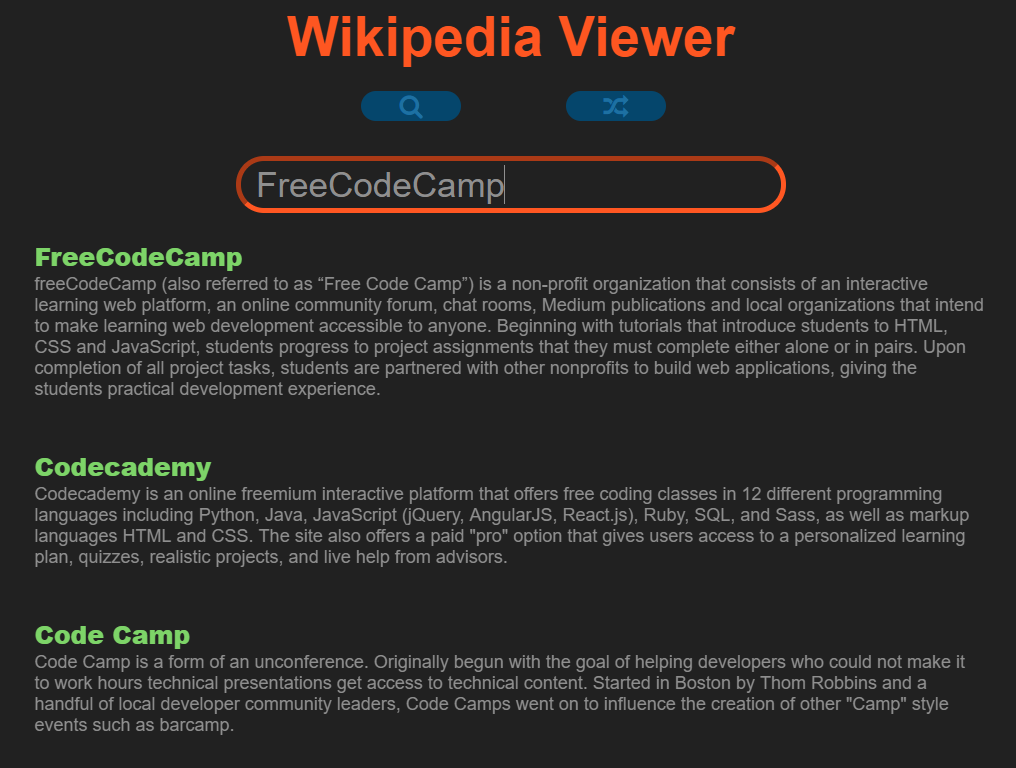 Wikipedia Viewer
FreeCodeCamp
FreeCodeCamp
freeCodeCamp (also referred to as “Free Code Camp”) is a non-profit organization that consists of an interactive
learning web platform, an online community forum, chat rooms, Medium publications and local organizations that intend
to make learning web development accessible to anyone. Beginning with tutorials that introduce students to HTML,
CSS and JavaScript, students progress to project assignments that they must complete either alone or in pairs. Upon
completion of all project tasks, students are partnered with other nonprofits to build web applications, giving the
students practical development experience.
Codecademy
Codecademy is an online freemium interactive platform that offers free coding classes in 12 different programming
languages including Python, Java, JavaScript (jQuery, AngularJS, React.js), Ruby, SQL, and Sass, as well as markup
languages HTML and CSS. The site also offers a paid "pro" option that gives users access to a personalized learning
plan, quizzes, realistic projects, and live help from advisors.
Code Camp
Code Camp is a form of an unconference. Originally begun with the goal of helping developers who could not make it
to work hours technical presentations get access to technical content. Started in Boston by Thom Robbins and a
handful of local developer community leaders, Code Camps went on to influence the creation of other "Camp" style
events such as barcamp.